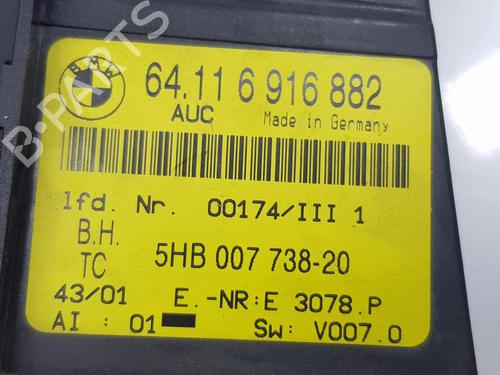 BMW
64.11 6 916 882
AUC Made in Germany
lfd. Nr. 00174/III 1
B.H.
TC 5HB 007 738-20
43/01 E.-NR:E 3078.P
AI : 01 Sw: V007.0
B-PARTS